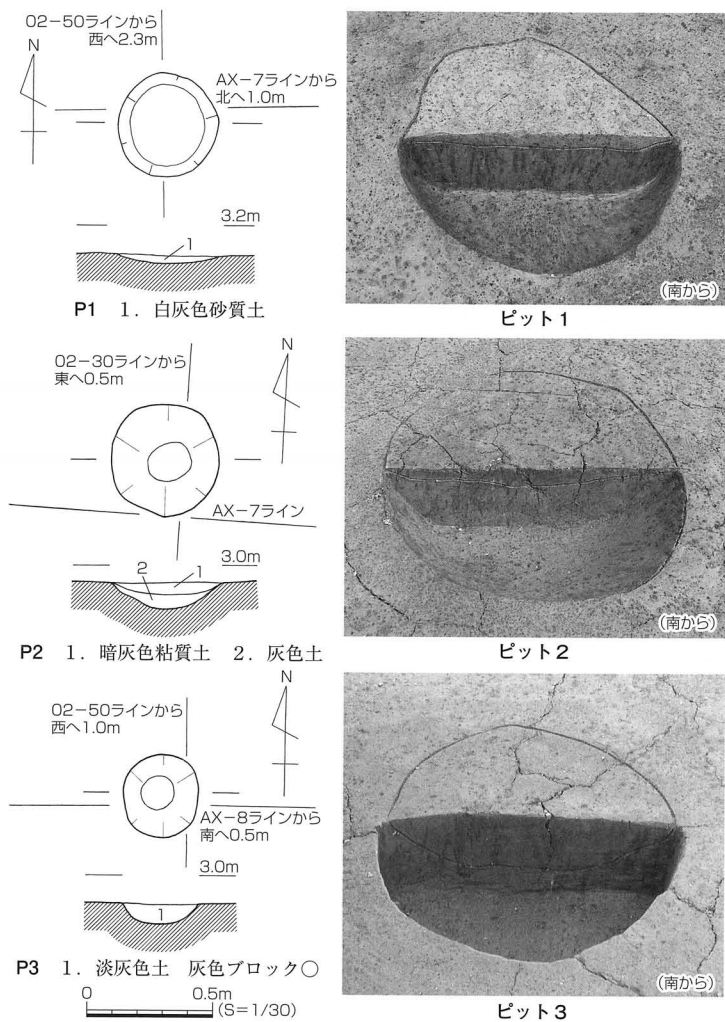 02−50ラインから
西へ2.3m
N
AX−7ラインから
北へ1.0m
3.2m
1
P1 1．白灰色砂質土
(南から)
ピット1
02−30ラインから
東へ0.5m
N
AX−7ライン
3.0m
2 1
P2 1．暗灰色粘質土 2．灰色土
(南から)
ピット2
02−50ラインから
西へ1.0m
N
AX−8ラインから
南へ0.5m
3.0m
1
P3 1．淡灰色土 灰色ブロック○
0 0.5m
(S=1/30)
(南から)
ピット3